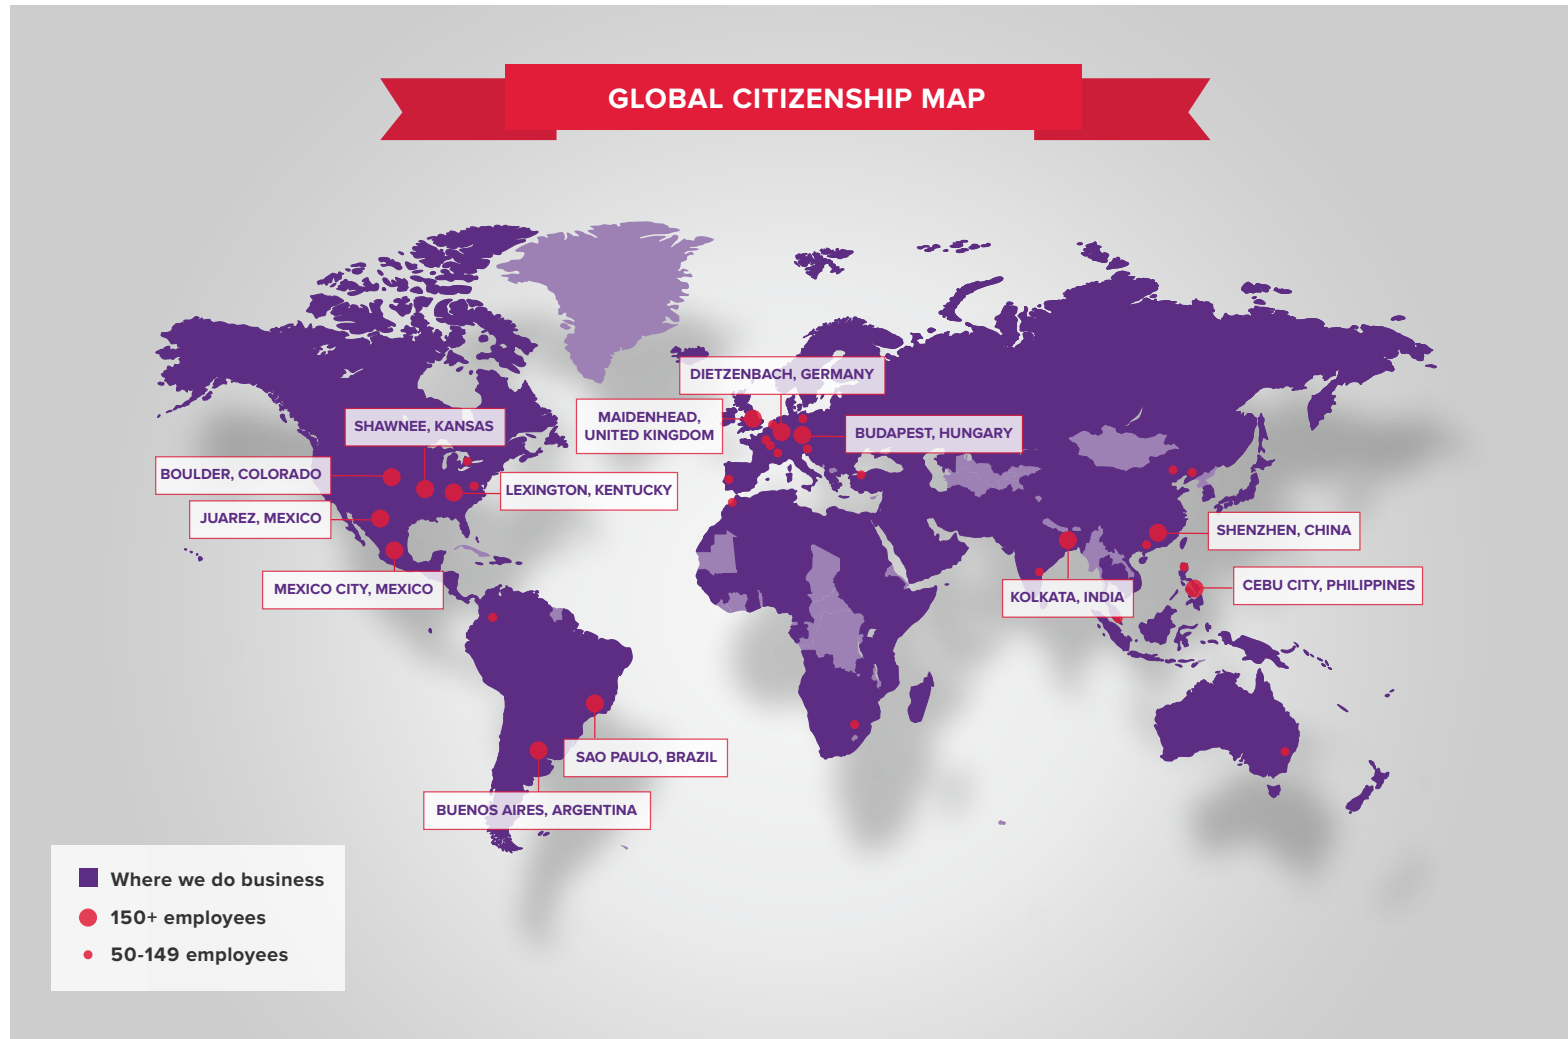 GLOBAL CITIZENSHIP MAP
DIETZENBACH, GERMANY
MAIDENHEAD,
UNITED KINGDOM
SHAWNEE, KANSAS
BUDAPEST, HUNGARY
BOULDER, COLORADO
LEXINGTON, KENTUCKY
JUAREZ, MEXICO
SHENZHEN, CHINA
MEXICO CITY, MEXICO
KOLKATA, INDIA
CEBU CITY, PHILIPPINES
SAO PAULO, BRAZIL
BUENOS AIRES, ARGENTINA
Where we do business
150+ employees
50-149 employees